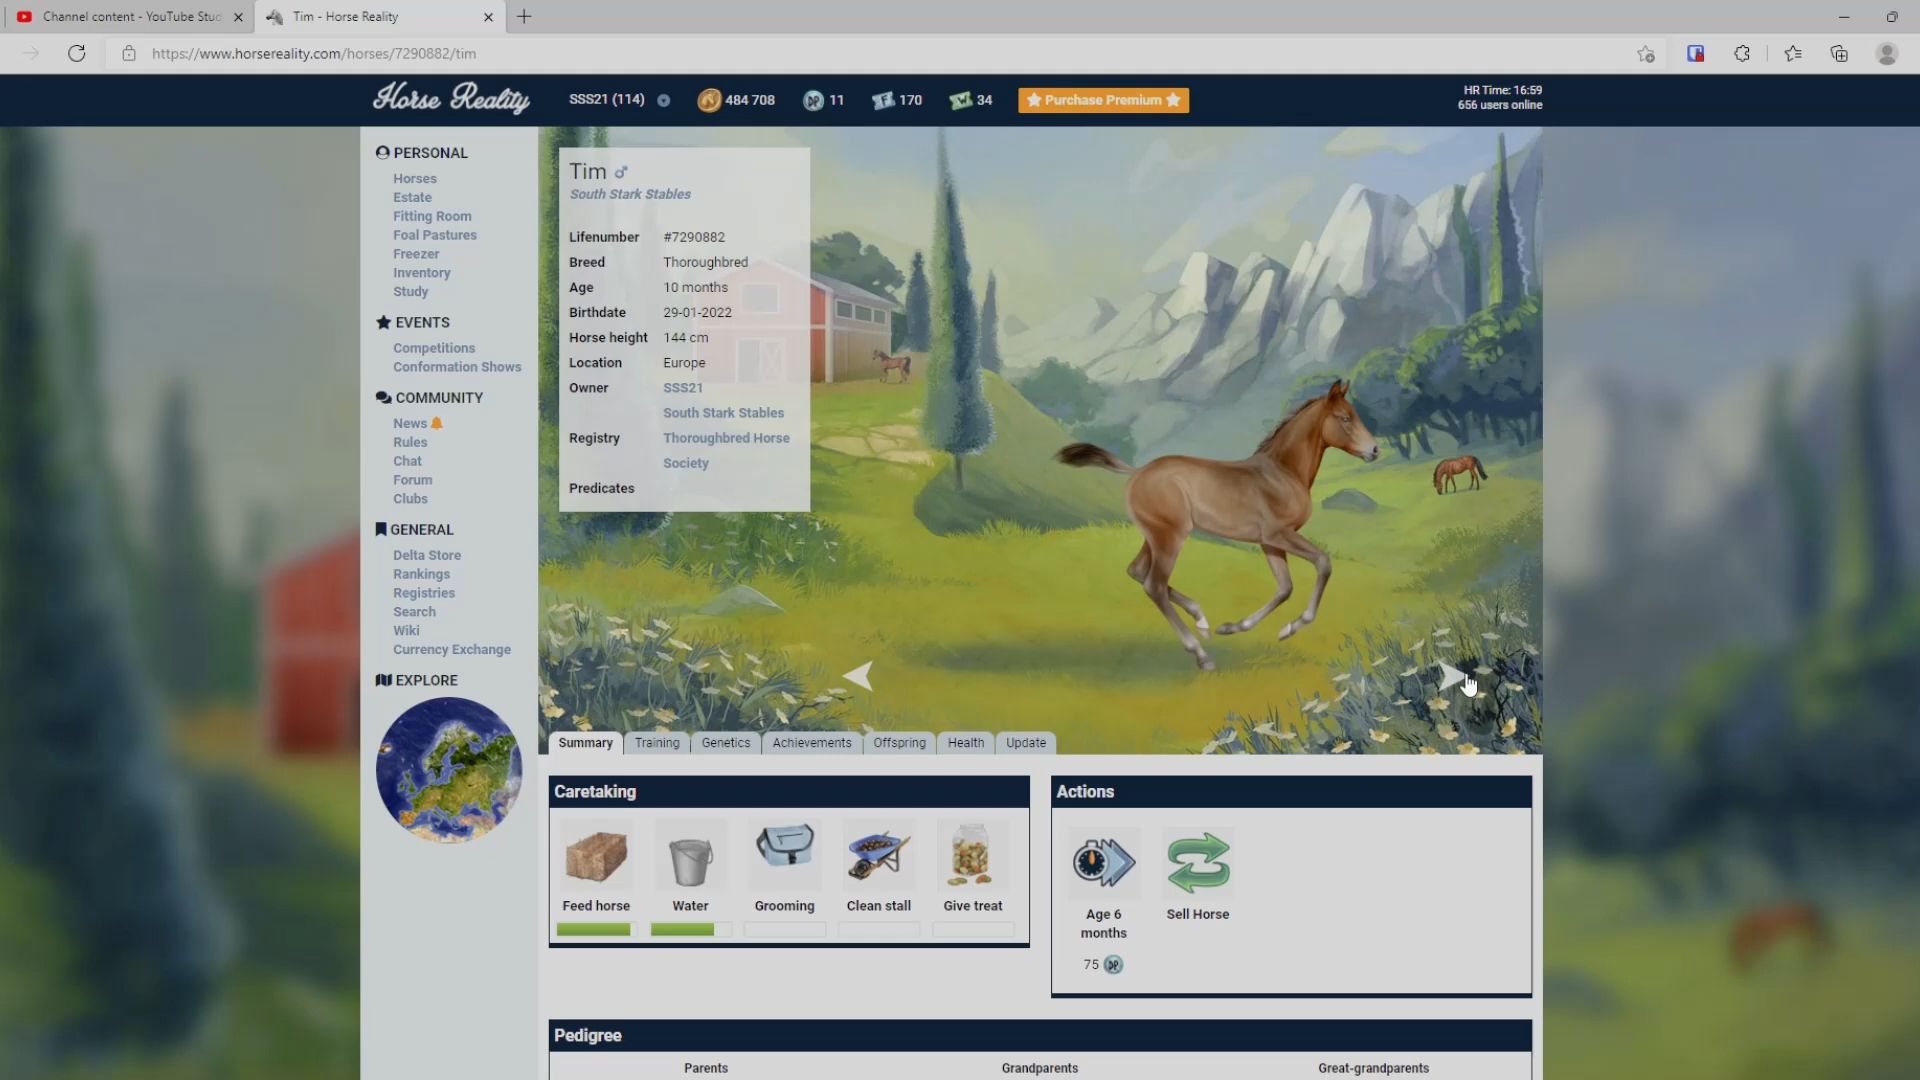 Channel content - YouTube Stud
Tim - Horse Reality
https://www.horsereality.com/horses/7290882/tim
Horse Reality
SSS21 (114)
484 708
DP 11
170
34
Purchase Premium
HR Time: 16:59
656 users online
PERSONAL
Horses
Estate
Fitting Room
Foal Pastures
Freezer
Inventory
Study
EVENTS
Competitions
Conformation Shows
COMMUNITY
News
Rules
Chat
Forum
Clubs
GENERAL
Delta Store
Rankings
Registries
Search
Wiki
Currency Exchange
EXPLORE
Tim ♂
South Stark Stables
Lifenumber #7290882
Breed Thoroughbred
Age 10 months
Birthdate 29-01-2022
Horse height 144 cm
Location Europe
Owner SSS21
South Stark Stables
Registry Thoroughbred Horse
Society
Predicates
Summary Training Genetics Achievements Offspring Health Update
Caretaking
Feed horse Water Grooming Clean stall Give treat
Actions
Age 6
months
75 DP
Sell Horse
Pedigree
Parents Grandparents Great-grandparents